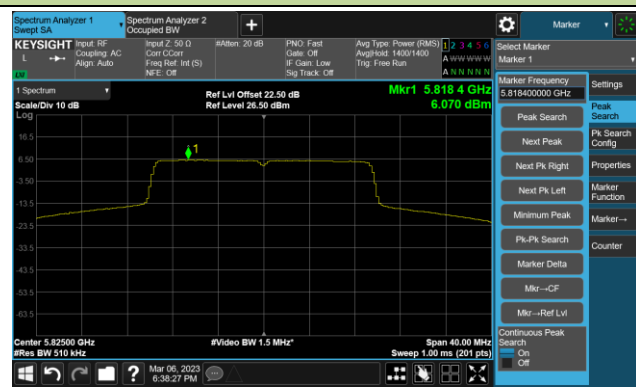 Spectrum Analyzer 1
Swept SA
Spectrum Analyzer 2
Occupied BW
Marker
KEYSIGHT
L
LW
Input: RF
Coupling: AC
Align: Auto
Input Z: 50 Ω
Corr CCorr
Freq Ref: Int (S)
NFE: Off
#Atten: 20 dB
PNO: Fast
Gate: Off
IF Gain: Low
Sig Track: Off
Avg Type: Power (RMS)
Avg|Hold: 1400/1400
Trig: Free Run
1 2 3 4 5 6
A W W W W W
A N N N N N
Select Marker
Marker 1
1 Spectrum
Scale/Div 10 dB
Log
Ref Lvl Offset 22.50 dB
Ref Level 26.50 dBm
Mkr1 5.818 4 GHz
6.070 dBm
1
16.5
6.50
-3.50
-13.5
-23.5
-33.5
-43.5
-53.5
-63.5
Center 5.82500 GHz
#Res BW 510 kHz
#Video BW 1.5 MHz*
Span 40.00 MHz
Sweep 1.00 ms (201 pts)
Marker Frequency
5.818400000 GHz
Peak Search
Next Peak
Next Pk Right
Next Pk Left
Minimum Peak
Pk-Pk Search
Marker Delta
Mkr→CF
Mkr→Ref Lvl
Continuous Peak
Search
On
Off
Settings
Peak
Search
Pk Search
Config
Properties
Marker
Function
Marker→
Counter
?
Mar 06, 2023
6:38:27 PM